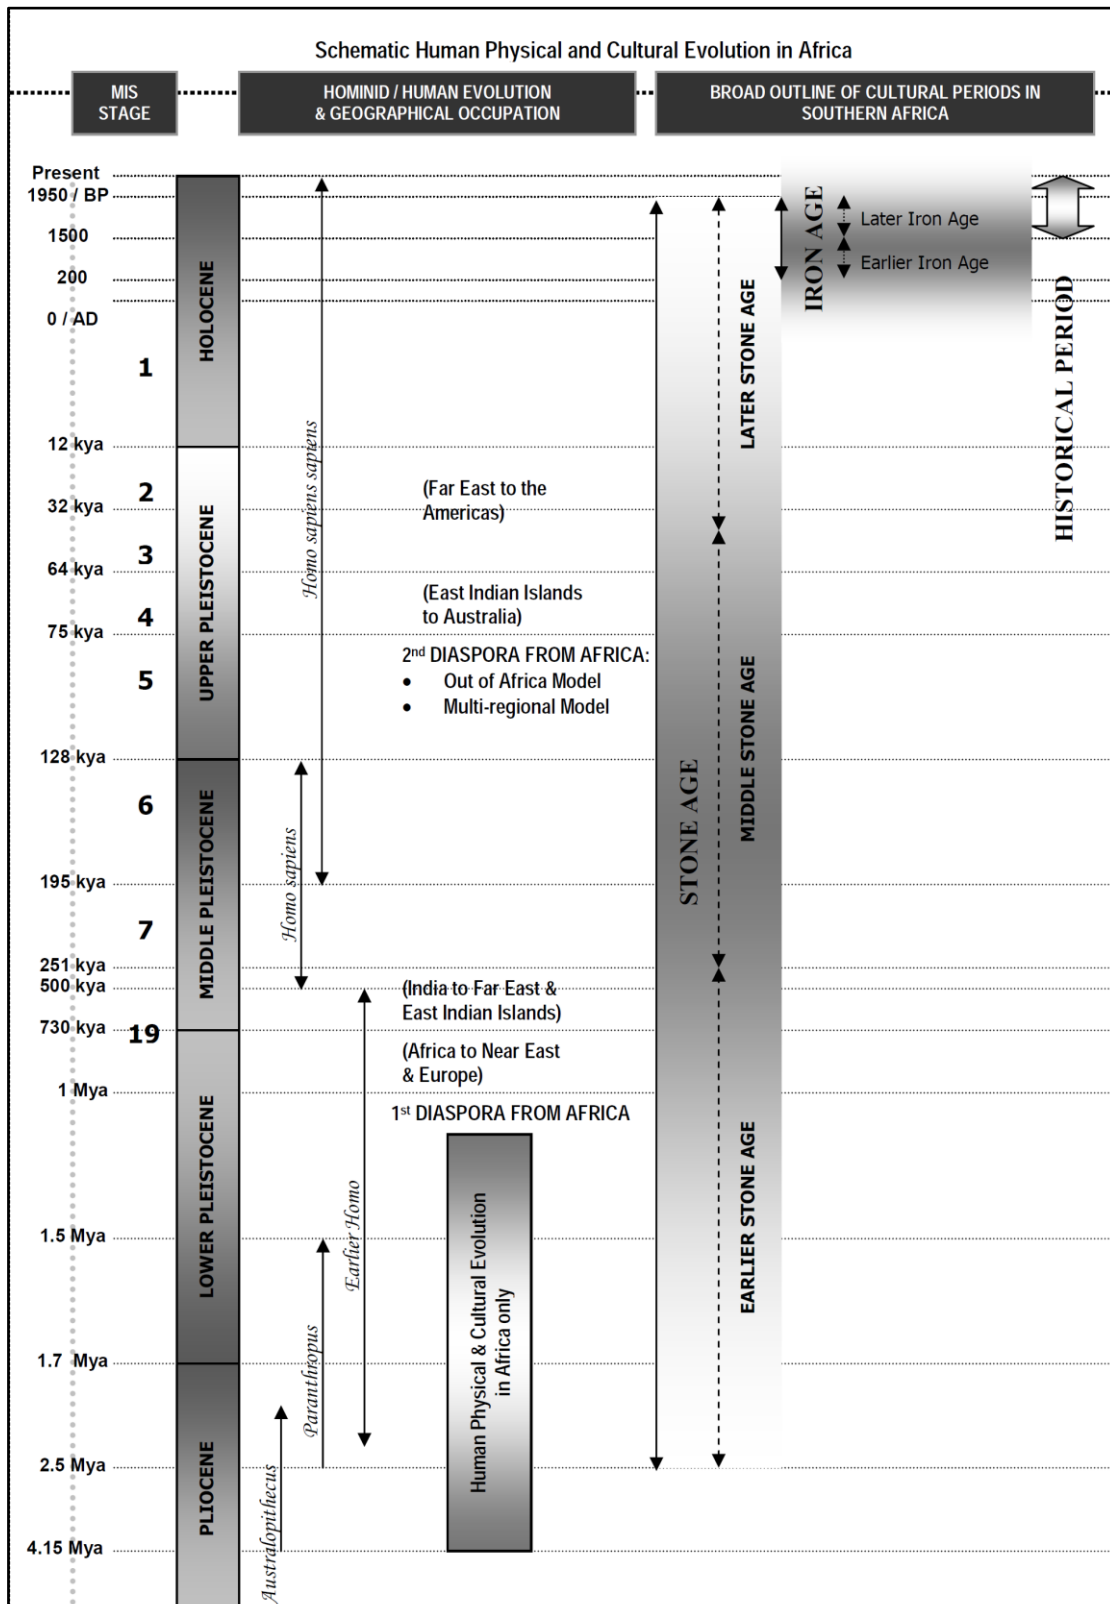 Schematic Human Physical and Cultural Evolution in Africa
MIS
STAGE
HOMINID / HUMAN EVOLUTION
& GEOGRAPHICAL OCCUPATION
BROAD OUTLINE OF CULTURAL PERIODS IN
SOUTHERN AFRICA
Present
1950 / BP
1500
200
0 / AD
12 kya
32 kya
64 kya
75 kya
128 kya
195 kya
251 kya
500 kya
730 kya
1 Mya
1.5 Mya
1.7 Mya
2.5 Mya
4.15 Mya
1
2
3
4
5
6
7
19
HOLOCENE
UPPER PLEISTOCENE
MIDDLE PLEISTOCENE
LOWER PLEISTOCENE
PLIOCENE
Homo sapiens sapiens
Homo sapiens
Earlier Homo
Paranthropus
Australopithecus
(Far East to the
Americas)
(East Indian Islands
to Australia)
2nd DIASPORA FROM AFRICA:
• Out of Africa Model
• Multi-regional Model
(India to Far East &
East Indian Islands)
(Africa to Near East
& Europe)
1st DIASPORA FROM AFRICA
Human Physical & Cultural Evolution
in Africa only
STONE AGE
LATER STONE AGE
MIDDLE STONE AGE
EARLIER STONE AGE
IRON AGE
Later Iron Age
Earlier Iron Age
HISTORICAL PERIOD